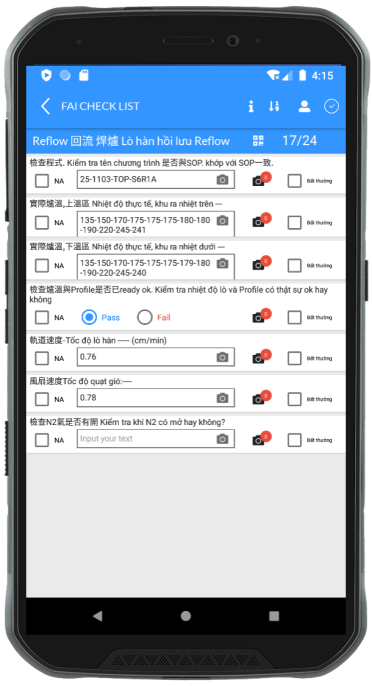 4:15
FAI CHECK LIST
Reflow 回流 焊爐 Lò hàn hồi lưu Reflow 17/24
檢查程式. Kiểm tra tên chương trình 是否與SOP. khớp với SOP一致.
NA 25-1103-TOP-S6R1A 0 Bất thường
實際爐溫,上溫區 Nhiệt độ thực tế, khu ra nhiệt trên ---
NA 135-150-170-175-175-175-180-180 0 Bất thường
-190-220-245-241
實際爐溫,下溫區 Nhiệt độ thực tế, khu ra nhiệt dưới ---
NA 135-150-170-175-175-175-179-180 0 Bất thường
-190-220-245-240
檢查爐溫與Profile是否已ready ok. Kiểm tra nhiệt độ lò và Profile có thật sự ok hay
không
NA Pass Fail 0 Bất thường
軌道速度-Tốc độ lò hàn ---- (cm/min)
NA 0.76 0 Bất thường
風扇速度Tốc độ quạt gió:----
NA 0.78 0 Bất thường
檢查N2氣是否有開 Kiểm tra khí N2 có mở hay không?
NA Input your text 0 Bất thường